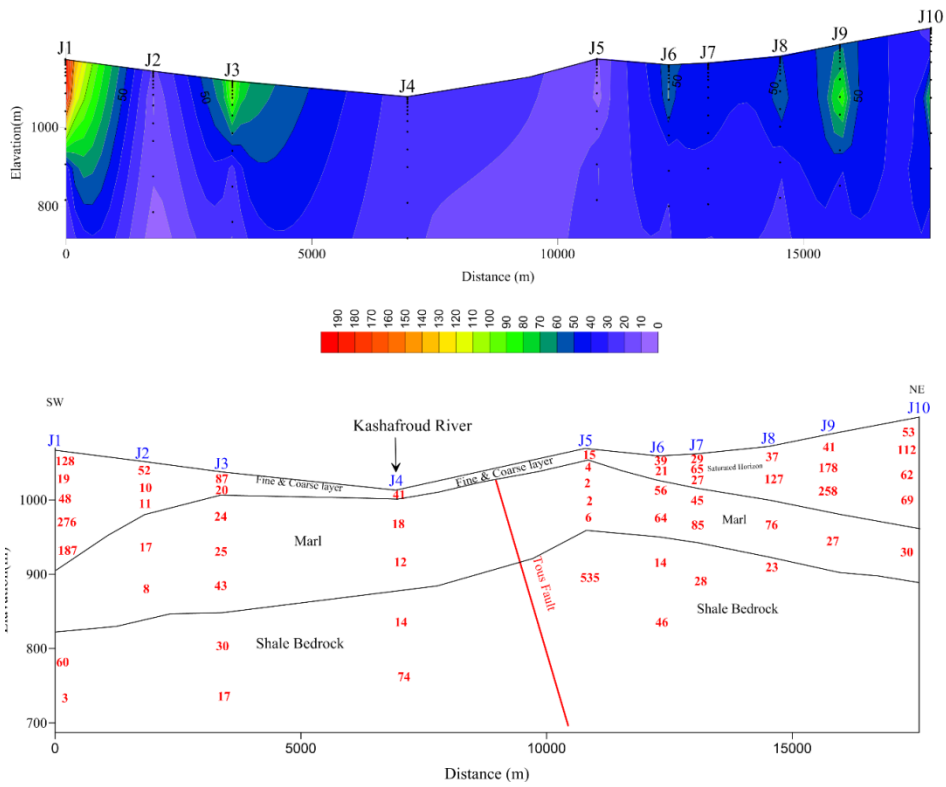 J1 J2 J3 J4 J5 J6 J7 J8 J9 J10
50 60 50 50 50
Elavation(m)
1000
800
0 5000 10000 15000
Distance (m)
190 180 170 160 150 140 130 120 110 100 90 80 70 60 50 40 30 20 10 0
SW NE
Kashafroud River
J1 J2 J3 J4 J5 J6 J7 J8 J9 J10
128 52 87 41 15 39 29 37 41 53
19 10 20 18 4 21 65 127 178 112
48 11 24 12 2 56 27 76 258 62
276 17 25 14 2 64 45 23 27 69
187 8 43 74 6 14 85 30
60 30 535 46 28
3 17
Fine & Coarse layer
Fine & Coarse layer
Saturated Horizon
Marl
Marl
Tous Fault
Shale Bedrock
Shale Bedrock
1000
900
800
700
0 5000 10000 15000
Distance (m)